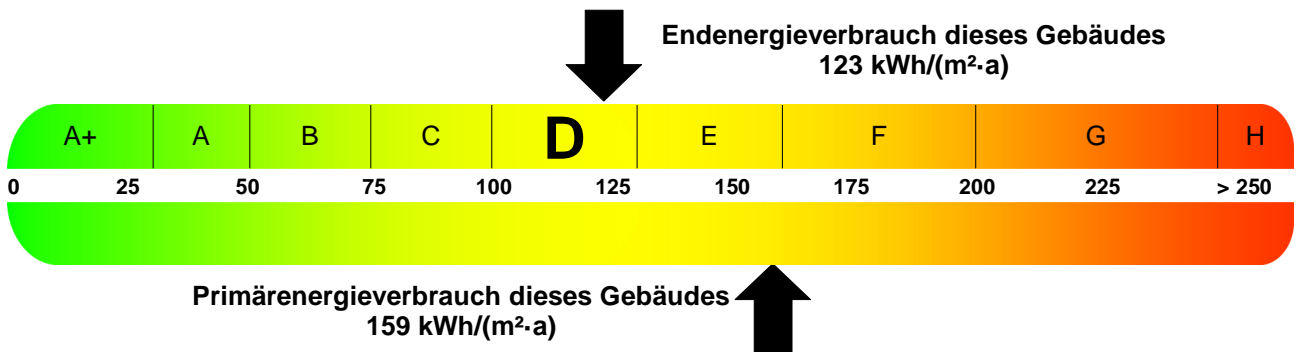 Endenergieverbrauch dieses Gebäudes
123 kWh/(m²·a)
A+ A B C D E F G H
0 25 50 75 100 125 150 175 200 225 > 250
Primärenergieverbrauch dieses Gebäudes
159 kWh/(m²·a)